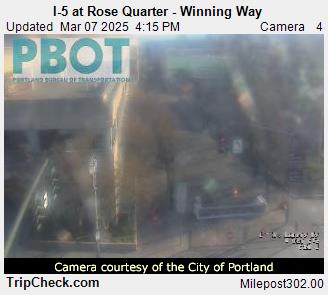 I-5 at Rose Quarter - Winning Way
Updated Mar 07 2025 4:15 PM Camera 4
PBOT
PORTLAND BUREAU OF TRANSPORTATION
Camera courtesy of the City of Portland
TripCheck.com Milepost302.00